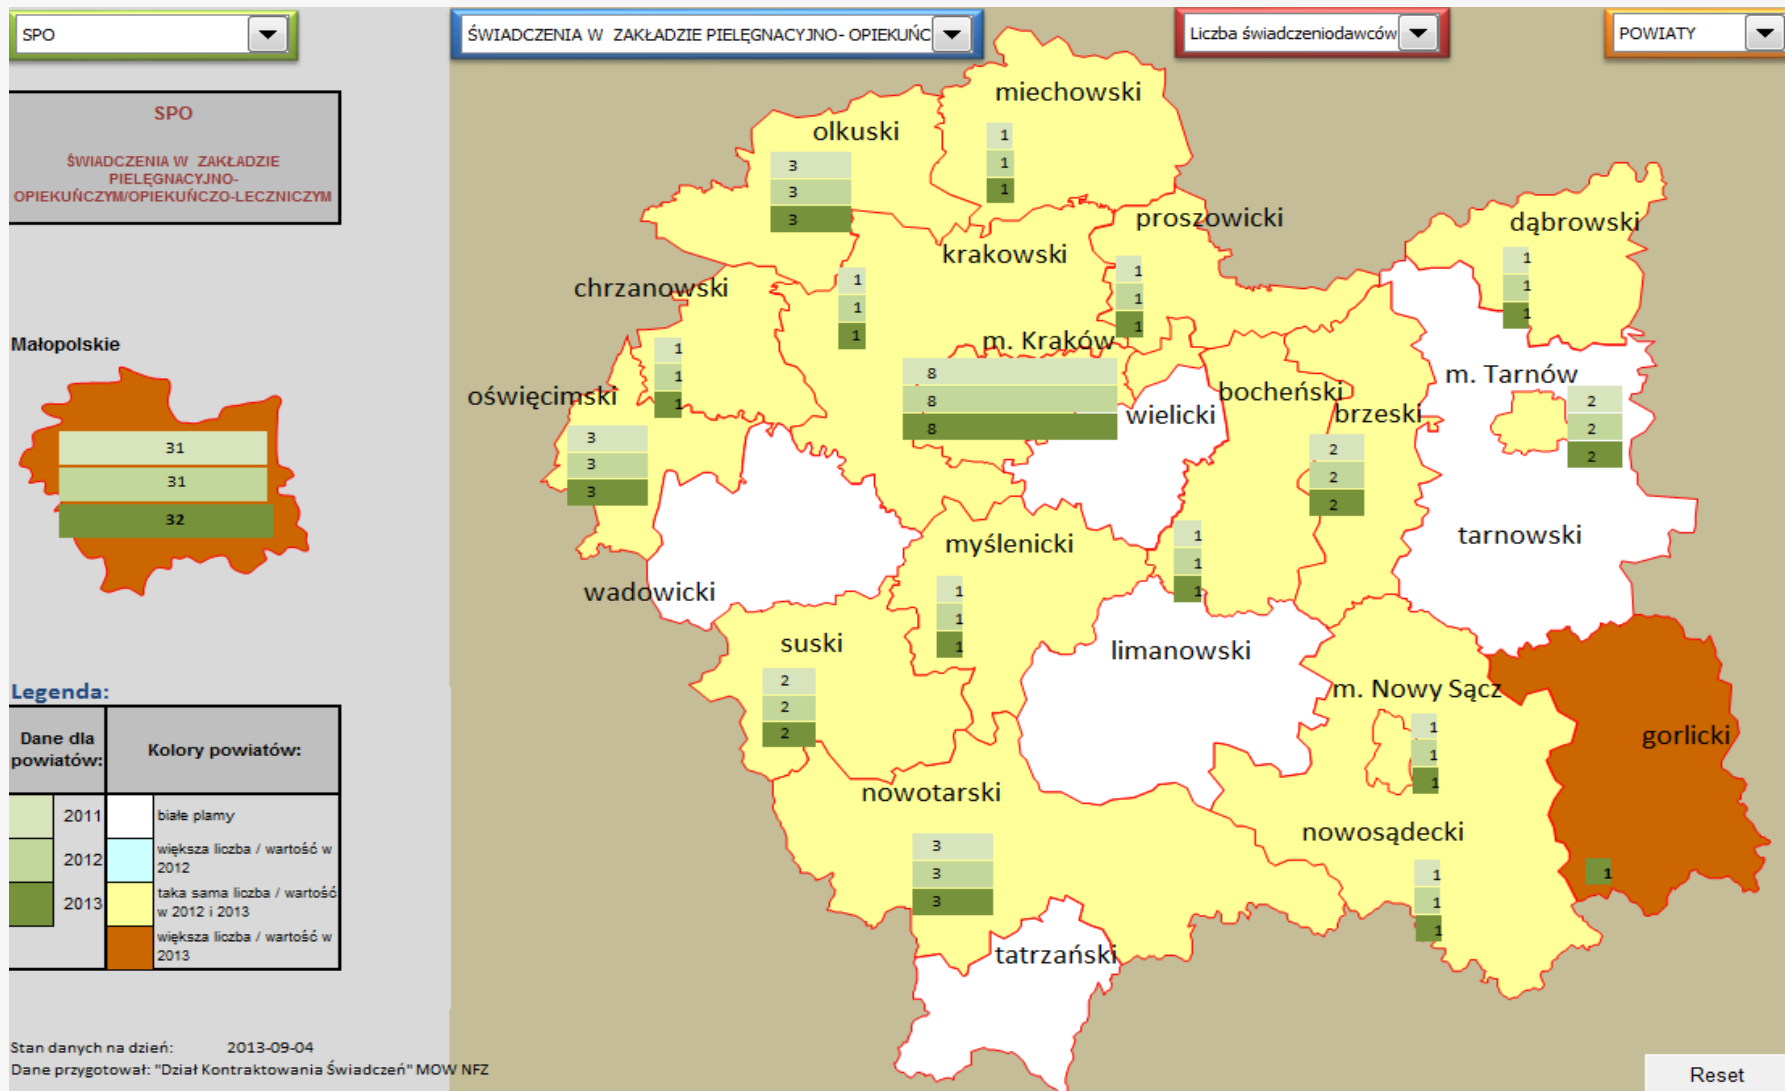 SPO
ŚWIADCZENIA W ZAKŁADZIE PIELĘGNACYJNO- OPIEKUŃC
Liczba świadczeniodawców
POWIATY
SPO
ŚWIADCZENIA W ZAKŁADZIE
PIELĘGNACYJNO-
OPIEKUŃCZYM/OPIEKUŃCZO-LECZNICZYM
Małopolskie
31
31
32
Legenda:
Dane dla
powiatów:
Kolory powiatów:
2011
białe plamy
2012
większa liczba / wartość w
2012
2013
taka sama liczba / wartość
w 2012 i 2013
większa liczba / wartość w
2013
Stan danych na dzień: 2013-09-04
Dane przygotował: "Dział Kontraktowania Świadczeń" MOW NFZ
miechowski
1
1
1
olkuski
3
3
3
proszowicki
1
1
1
dąbrowski
1
1
1
krakowski
1
1
1
chrzanowski
1
1
1
m. Kraków
8
8
8
oświęcimski
3
3
3
wielicki
bocheński
1
1
1
brzeski
2
2
2
m. Tarnów
2
2
2
tarnowski
wadowicki
myślenicki
1
1
1
suski
2
2
2
limanowski
m. Nowy Sącz
1
1
1
gorlicki
1
nowotarski
3
3
3
nowosądecki
1
1
1
tatrzański
Reset